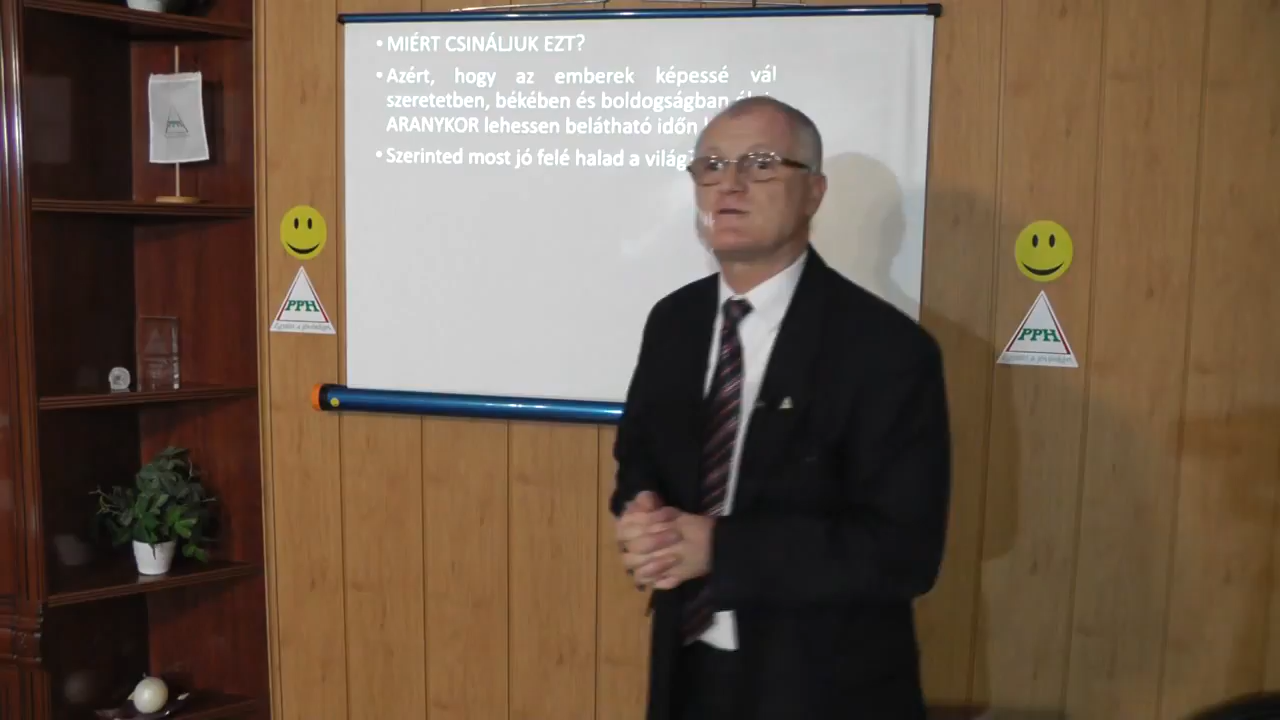 • MIÉRT CSINÁLJUK EZT?
• Azért, hogy az emberek képessé vál
szeretetben, békében és boldogságban
ARANYKOR lehessen belátható időn
• Szerinted most jó felé halad a világ?
PPH
PPH